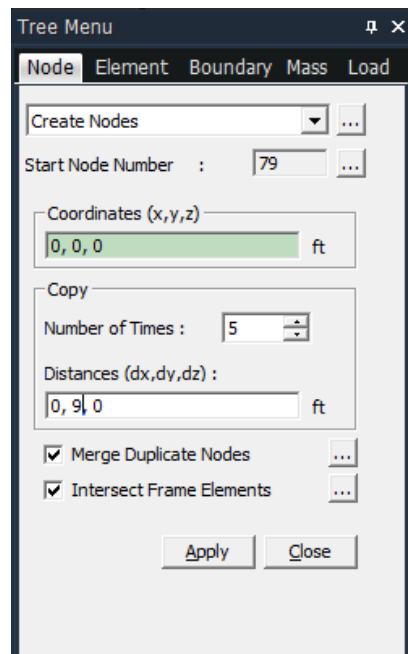 Tree Menu
Node Element Boundary Mass Load
Create Nodes ...
Start Node Number : 79 ...
Coordinates (x,y,z)
0, 0, 0 ft
Copy
Number of Times : 5
Distances (dx,dy,dz) :
0, 9, 0 ft
Merge Duplicate Nodes ...
Intersect Frame Elements ...
Apply Close